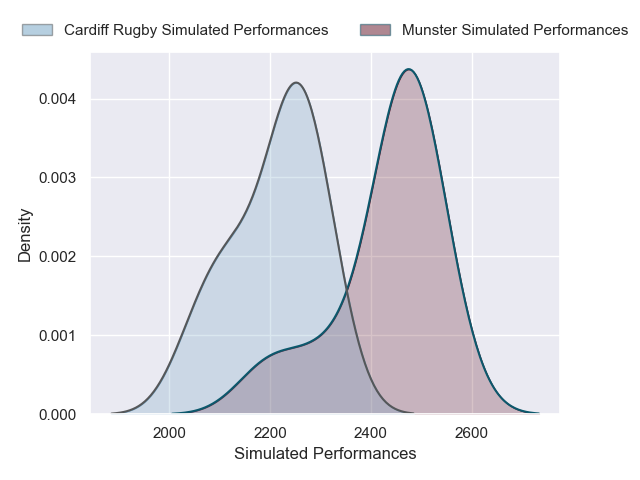 Cardiff Rugby Simulated Performances
Munster Simulated Performances
0.004
0.003
0.002
0.001
0.000
Density
2000
2200
2400
2600
Simulated Performances